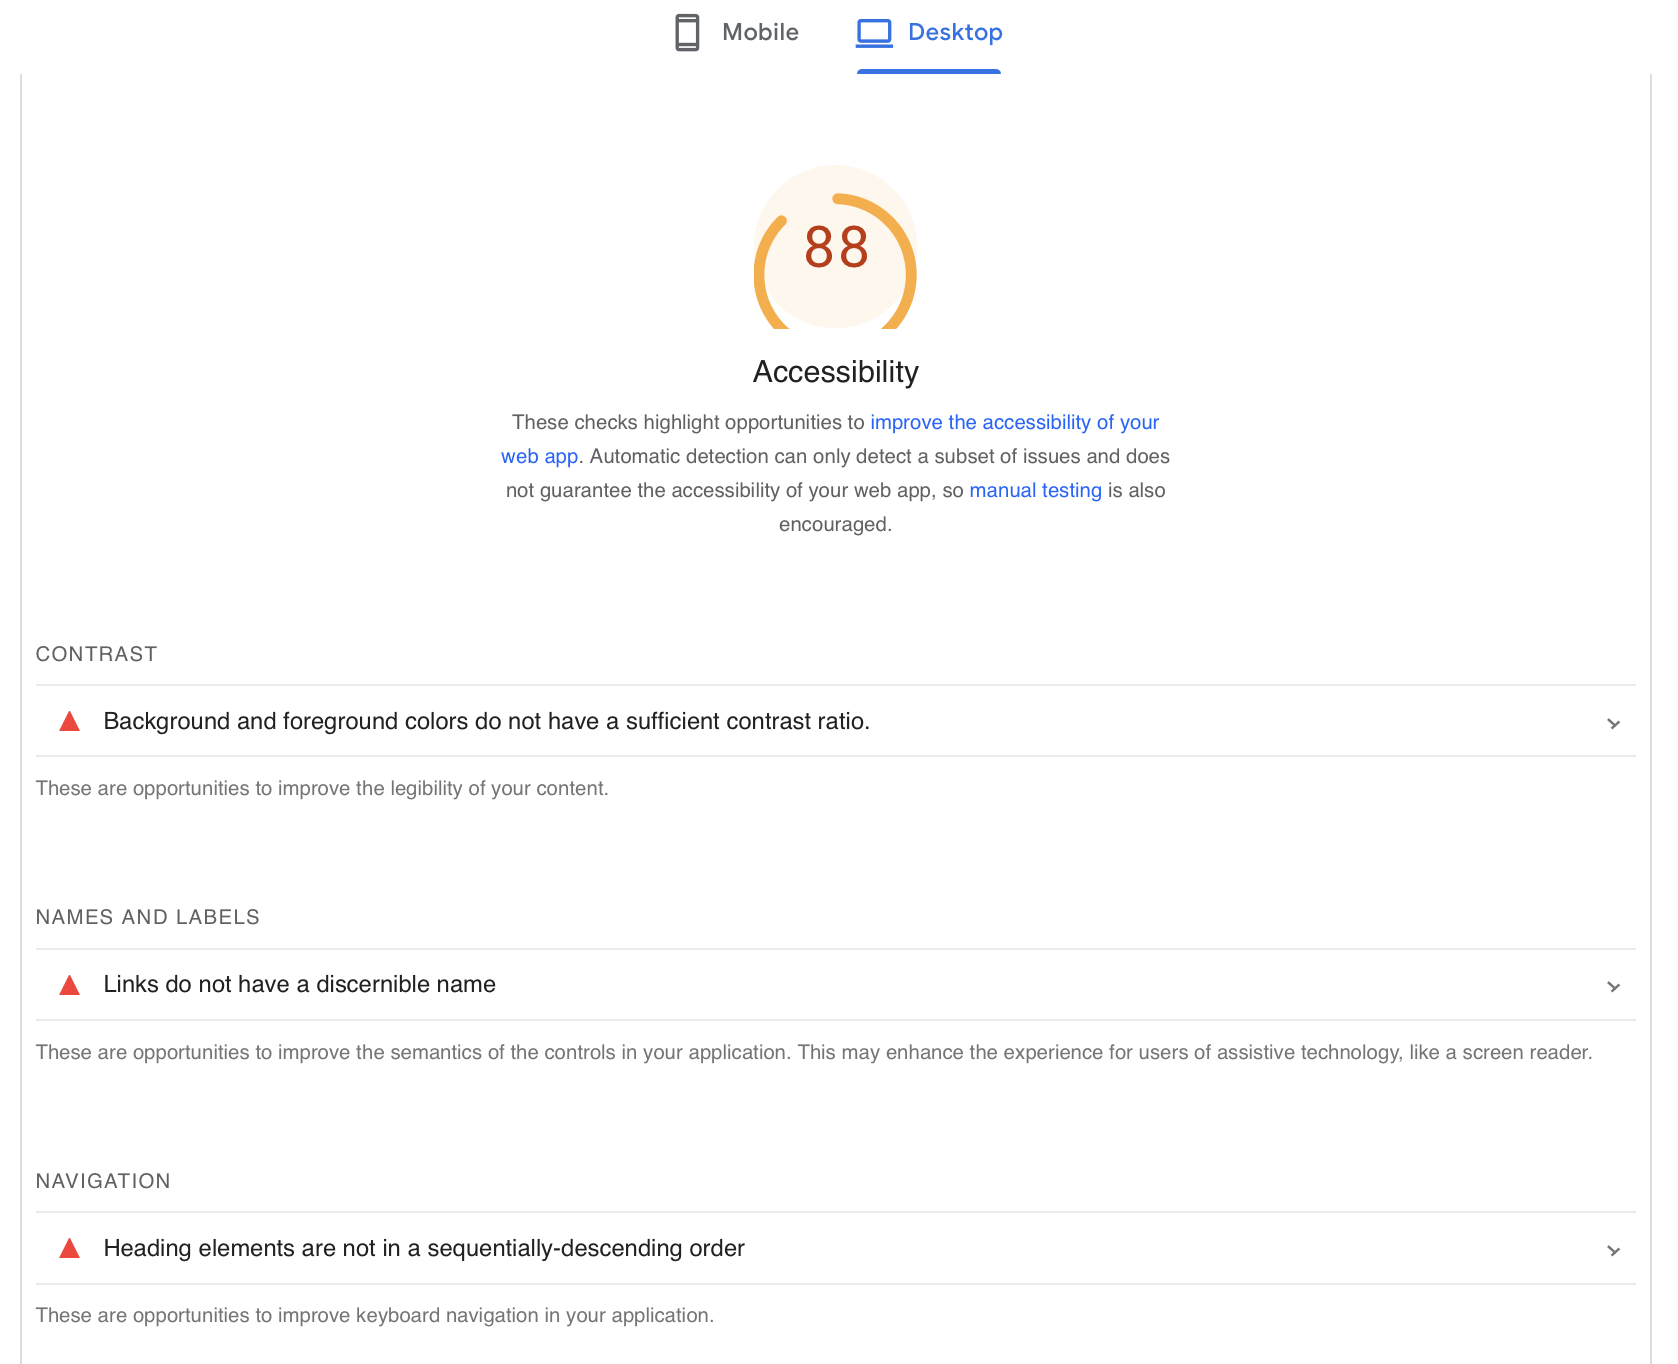 Mobile
Desktop
88
Accessibility
These checks highlight opportunities to improve the accessibility of your
web app. Automatic detection can only detect a subset of issues and does
not guarantee the accessibility of your web app, so manual testing is also
encouraged.
CONTRAST
Background and foreground colors do not have a sufficient contrast ratio.
These are opportunities to improve the legibility of your content.
NAMES AND LABELS
Links do not have a discernible name
These are opportunities to improve the semantics of the controls in your application. This may enhance the experience for users of assistive technology, like a screen reader.
NAVIGATION
Heading elements are not in a sequentially-descending order
These are opportunities to improve keyboard navigation in your application.